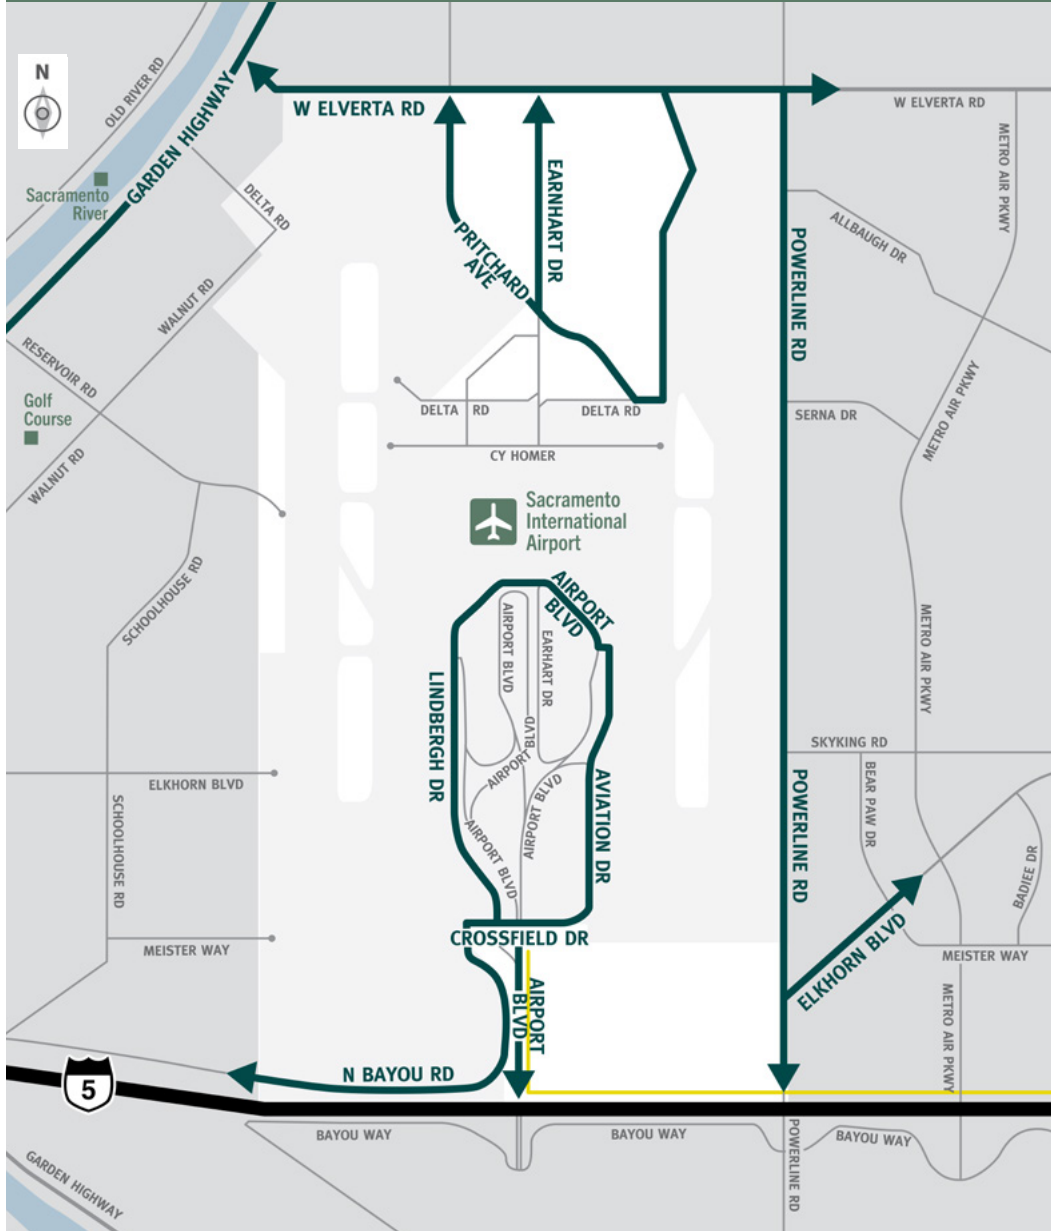 N
OLD RIVER RD
GARDEN HIGHWAY
W ELVERTA RD
W ELVERTA RD
METRO AIR PKWY
Sacramento
River
DELTA RD
EARNHART DR
PRITCHARD
AVE
POWERLINE RD
ALLBAUGH DR
WALNUT RD
RESERVOIR RD
Golf
Course
WALNUT RD
DELTA RD
DELTA RD
SERNA DR
METRO AIR PKWY
CY HOMER
Sacramento
International
Airport
SCHOOLHOUSE RD
AIRPORT
BLVD
AIRPORT BLVD
EARHART DR
METRO AIR PKWY
LINDBERGH DR
BLVD
AIRPORT
AIRPORT BLVD
AIRPORT BLVD
AVIATION DR
SKYKING RD
ELKHORN BLVD
POWERLINE RD
BEAR PAW DR
SCHOOLHOUSE RD
BADIEE DR
MEISTER WAY
CROSSFIELD DR
ELKHORN BLVD
MEISTER WAY
AIRPORT
BLVD
METRO AIR PKWY
5
N BAYOU RD
BAYOU WAY
BAYOU WAY
POWERLINE RD
BAYOU WAY
GARDEN HIGHWAY